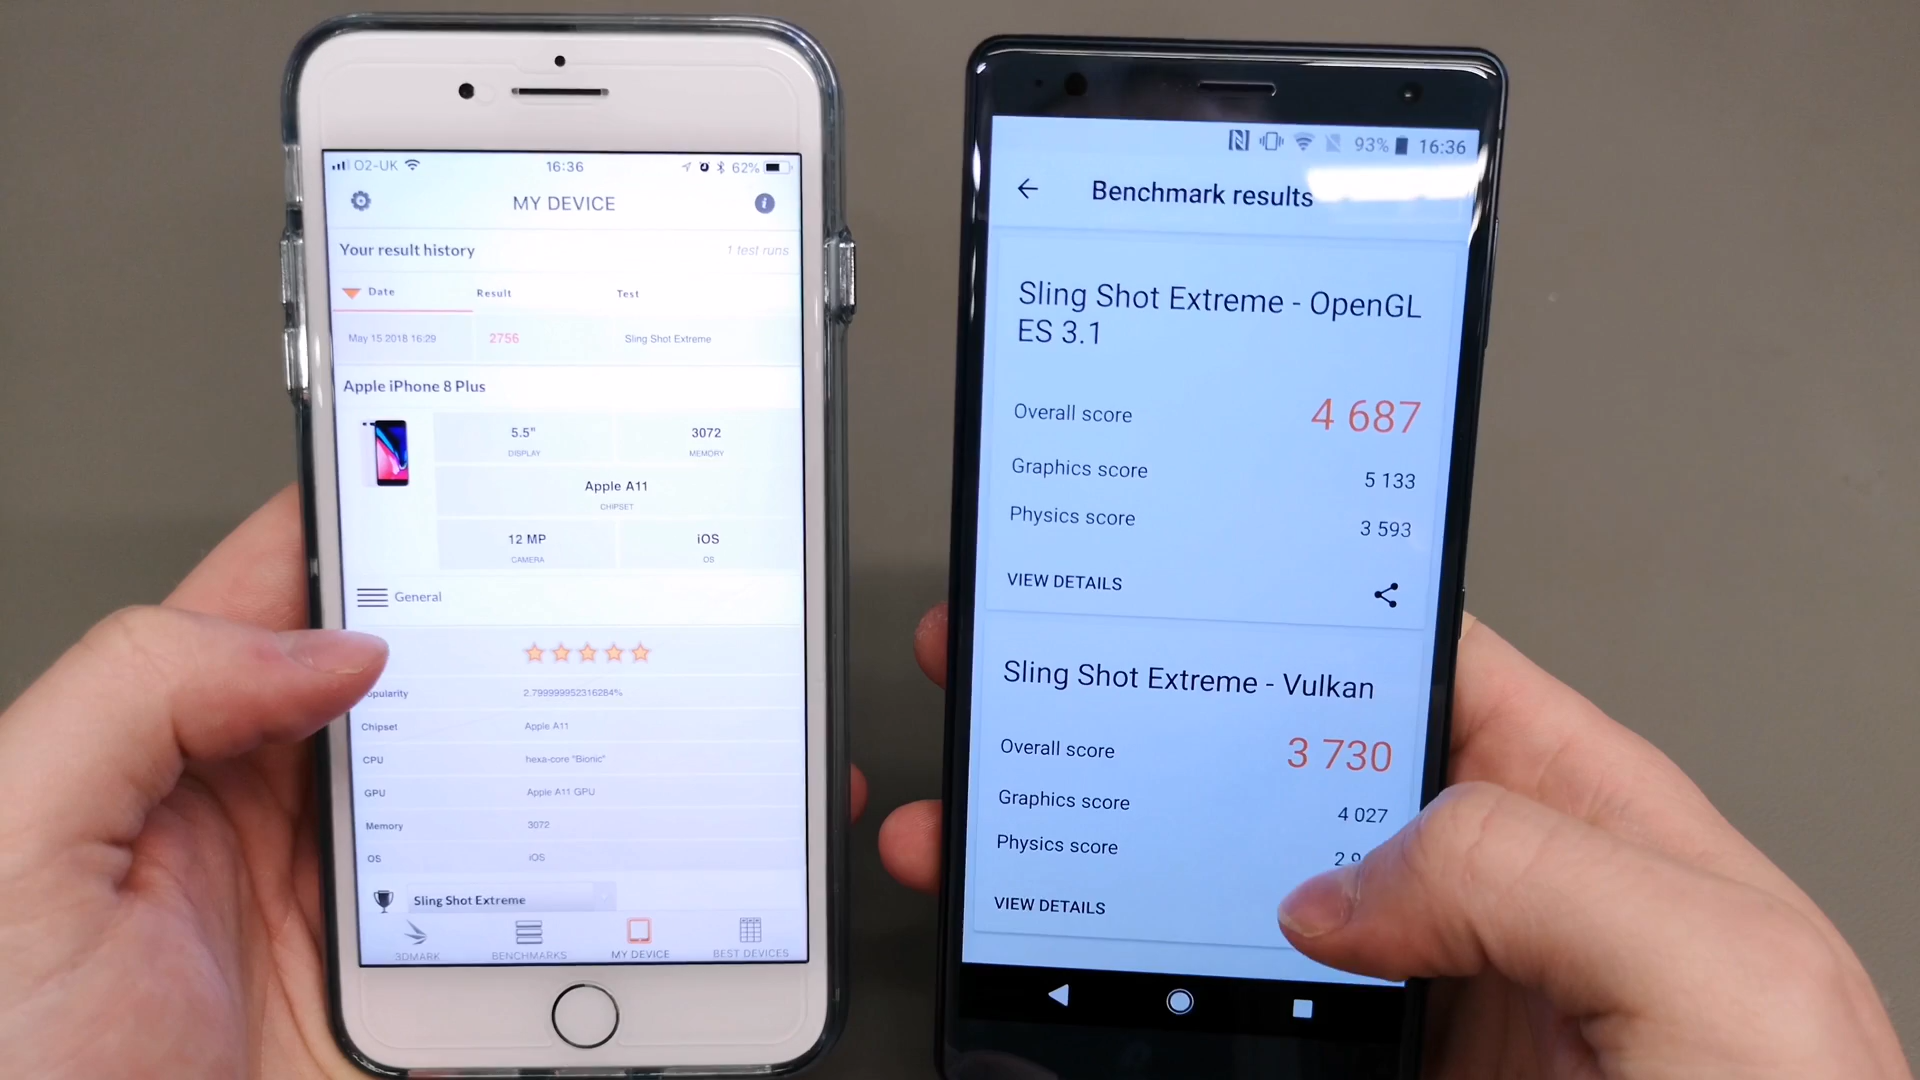 O2-UK 16:36 62%
MY DEVICE
Your result history 1 test runs
Date Result Test
May 15 2018 16:29 2756 Sling Shot Extreme
Apple iPhone 8 Plus
5.5" 3072
DISPLAY MEMORY
Apple A11
CHIPSET
12 MP iOS
CAMERA OS
General
opularity 2.799999952316284%
Chipset Apple A11
CPU hexa-core "Bionic"
GPU Apple A11 GPU
Memory 3072
OS iOS
Sling Shot Extreme
3DMARK BENCHMARKS MY DEVICE BEST DEVICES
93% 16:36
Benchmark results
Sling Shot Extreme - OpenGL
ES 3.1
Overall score 4 687
Graphics score 5 133
Physics score 3 593
VIEW DETAILS
Sling Shot Extreme - Vulkan
Overall score 3 730
Graphics score 4 027
Physics score 2
VIEW DETAILS